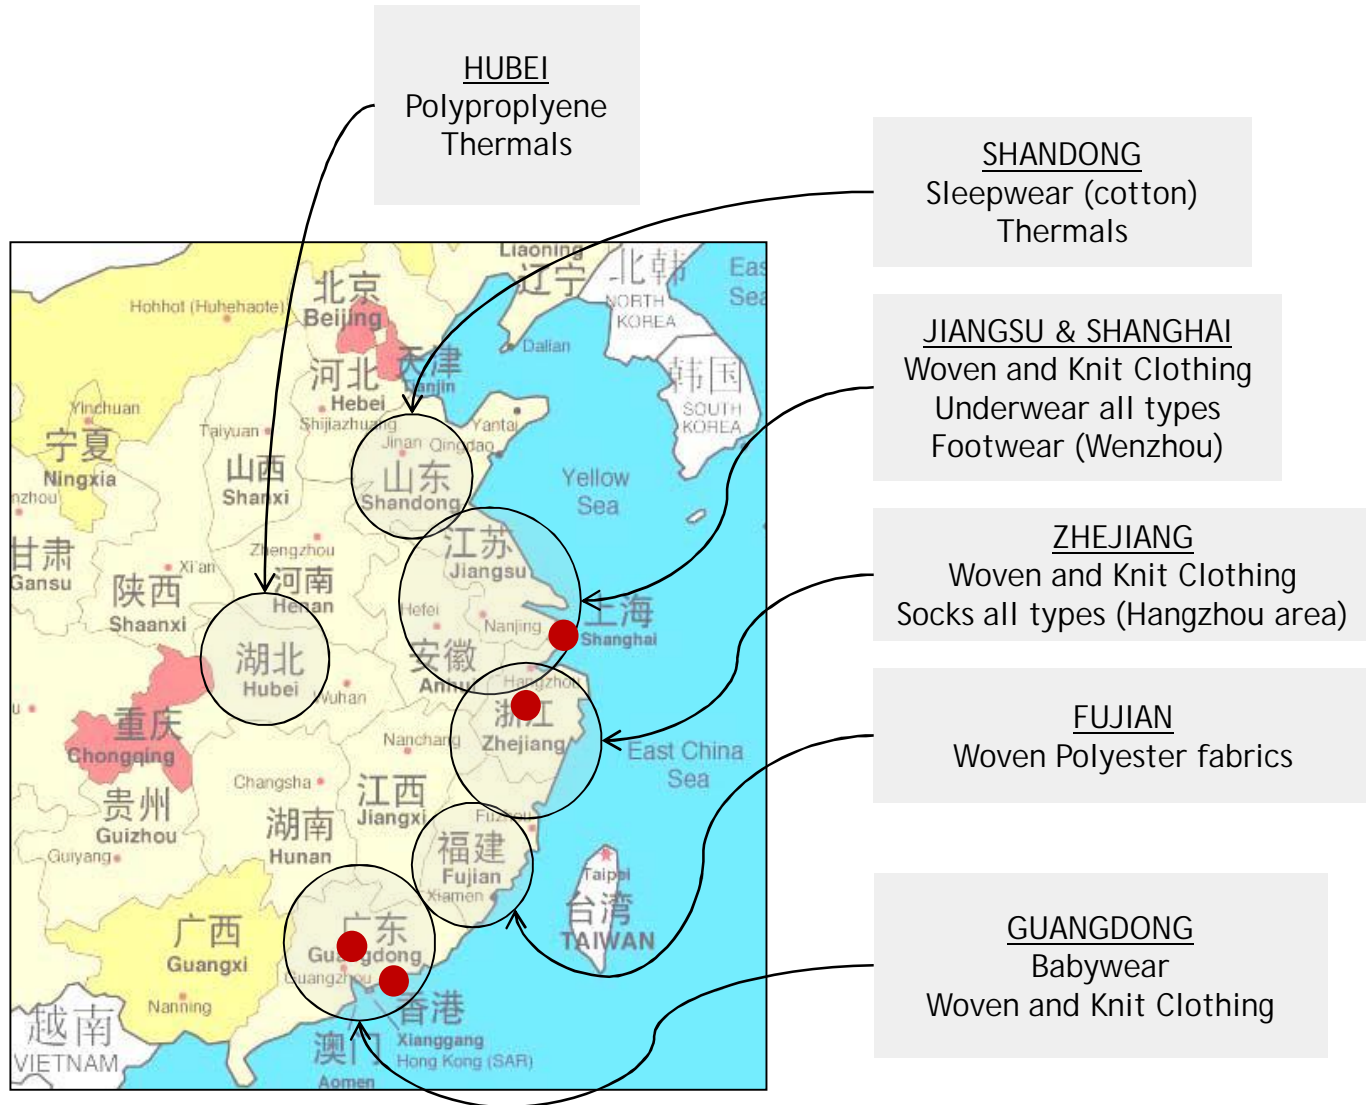 HUBEI
Polyproplyene
Thermals
SHANDONG
Sleepwear (cotton)
Thermals
JIANGSU & SHANGHAI
Woven and Knit Clothing
Underwear all types
Footwear (Wenzhou)
ZHEJIANG
Woven and Knit Clothing
Socks all types (Hangzhou area)
FUJIAN
Woven Polyester fabrics
GUANGDONG
Babywear
Woven and Knit Clothing
Liaoning
辽宁
北韩
NORTH
KOREA
Hohhot (Huhehaote)
北京
Beijing
天津
Tianjin
Dalian
韩国
SOUTH
KOREA
河北
Hebei
Shijiazhuang
Yinchuan
宁夏
Ningxia
Taiyuan
山西
Shanxi
Jinan
Qingdao
Yantai
山东
Shandong
Yellow
Sea
甘肃
Gansu
Xi'an
陕西
Shaanxi
Zhengzhou
河南
Henan
江苏
Jiangsu
Hefei
Nanjing
上海
Shanghai
安徽
Anhui
湖北
Hubei
Wuhan
Hangzhou
浙江
Zhejiang
重庆
Chongqing
Nanchang
East China
Sea
Changsha
江西
Jiangxi
贵州
Guizhou
湖南
Hunan
Guiyang
Fuzhou
福建
Fujian
Xiamen
Taipei
台湾
TAIWAN
广西
Guangxi
Nanning
广东
Guangdong
Guangzhou
香港
Xianggang
Hong Kong (SAR)
澳门
Aomen
越南
VIETNAM